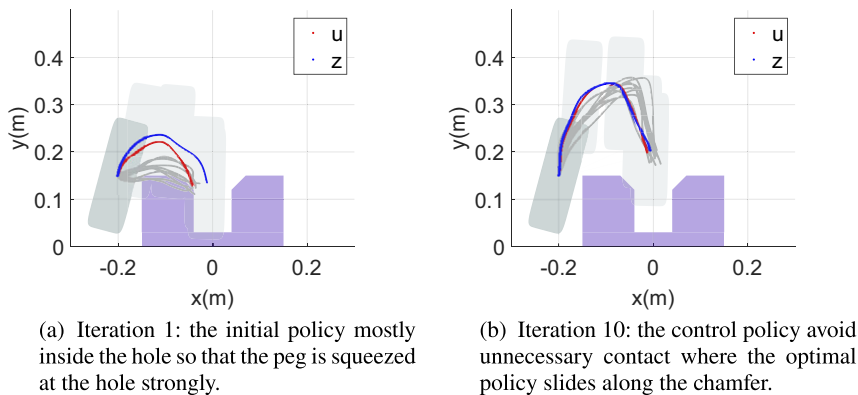 u
z
0.4
0.3
0.2
0.1
0
y(m)
-0.2
0
0.2
x(m)
(a) Iteration 1: the initial policy mostly
inside the hole so that the peg is squeezed
at the hole strongly.
u
z
0.4
0.3
0.2
0.1
0
y(m)
-0.2
0
0.2
x(m)
(b) Iteration 10: the control policy avoid
unnecessary contact where the optimal
policy slides along the chamfer.